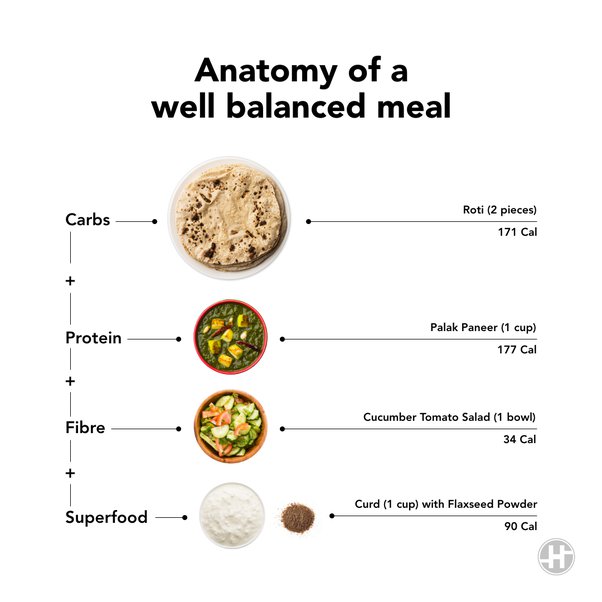 Anatomy of a
well balanced meal
Carbs
Roti (2 pieces)
171 Cal
+
Protein
Palak Paneer (1 cup)
177 Cal
+
Fibre
Cucumber Tomato Salad (1 bowl)
34 Cal
+
Superfood
Curd (1 cup) with Flaxseed Powder
90 Cal
H